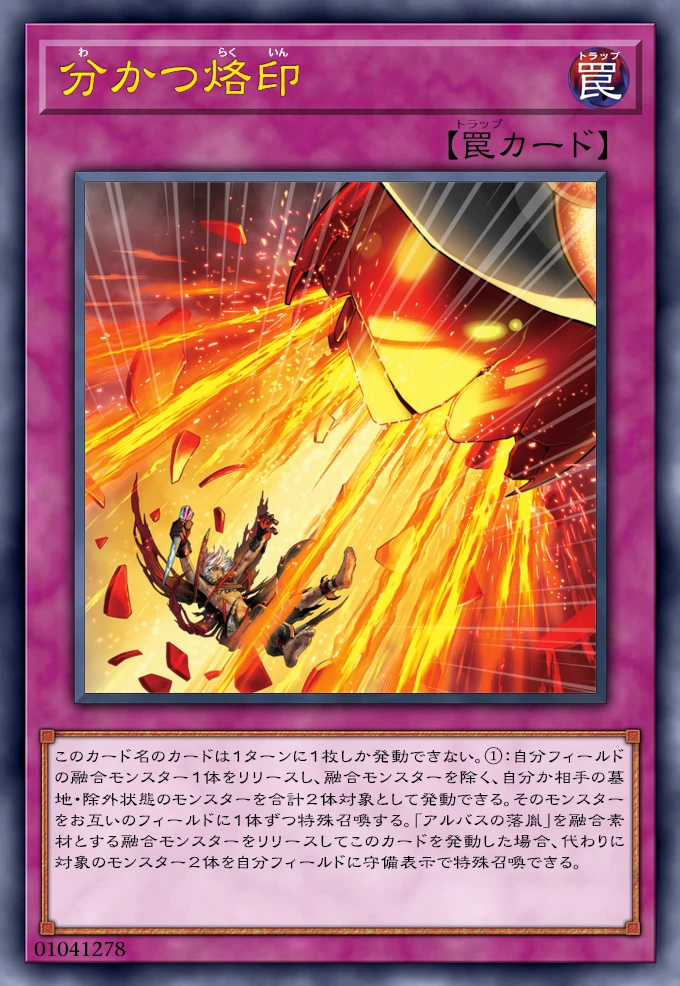 分かつ烙印
わ らく いん
トラップ
罠
トラップ
【罠カード】
このカード名のカードは１ターンに１枚しか発動できない。①：自分フィールド
の融合モンスター１体をリリースし、融合モンスターを除く、自分か相手の墓
地・除外状態のモンスターを合計２体対象として発動できる。そのモンスター
をお互いのフィールドに１体ずつ特殊召喚する。「アルバスの落胤」を融合素
材とする融合モンスターをリリースしてこのカードを発動した場合、代わりに
対象のモンスター２体を自分フィールドに守備表示で特殊召喚できる。
01041278